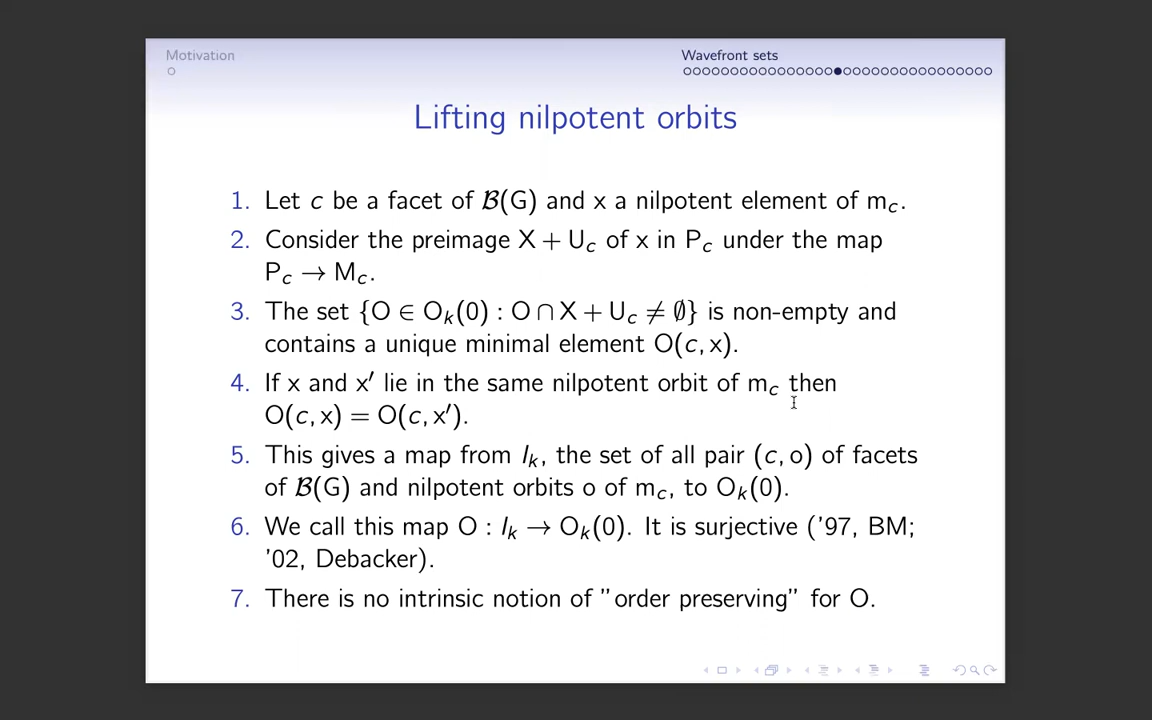 Motivation
Wavefront sets
Lifting nilpotent orbits
1. Let c be a facet of 𝓑(G) and x a nilpotent element of m_c.
2. Consider the preimage X + U_c of x in P_c under the map
P_c → M_c.
3. The set {O ∈ O_k(0) : O ∩ X + U_c ≠ ∅} is non-empty and
contains a unique minimal element O(c, x).
4. If x and x′ lie in the same nilpotent orbit of m_c then
O(c, x) = O(c, x′).
5. This gives a map from I_k, the set of all pair (c, o) of facets
of 𝓑(G) and nilpotent orbits o of m_c, to O_k(0).
6. We call this map O : I_k → O_k(0). It is surjective ('97, BM;
'02, Debacker).
7. There is no intrinsic notion of "order preserving" for O.